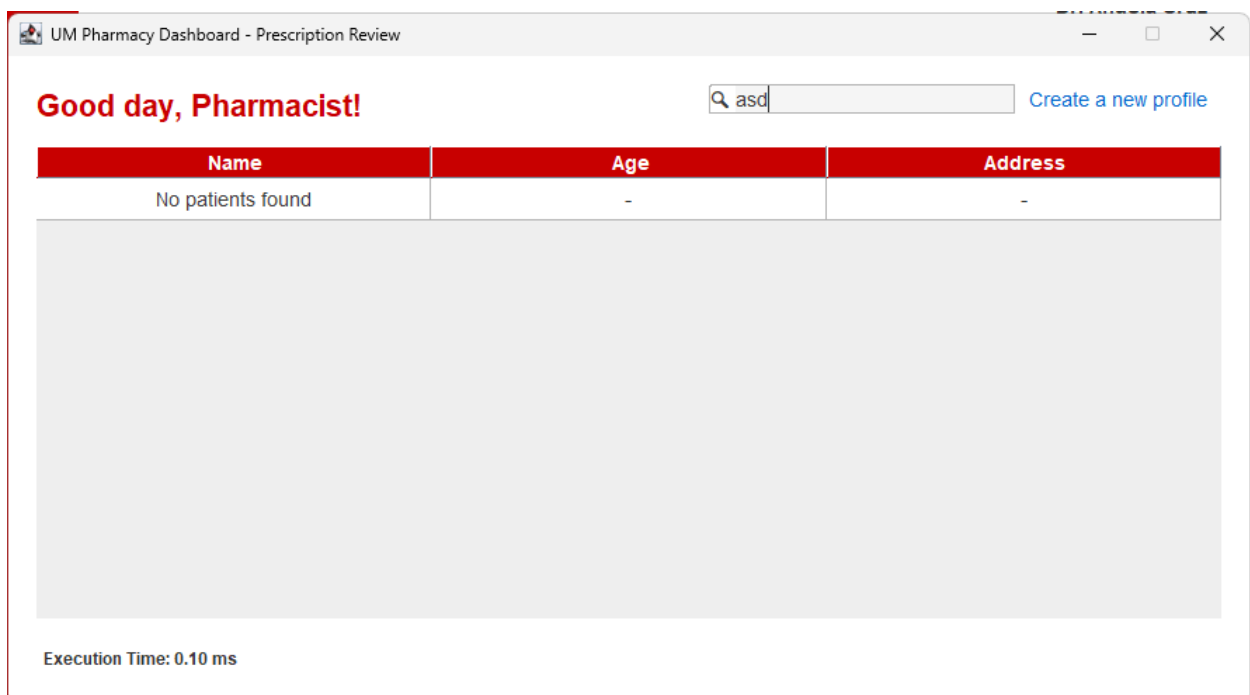 UM Pharmacy Dashboard - Prescription Review
Good day, Pharmacist!
asd
Create a new profile
Name Age Address
No patients found - -
Execution Time: 0.10 ms